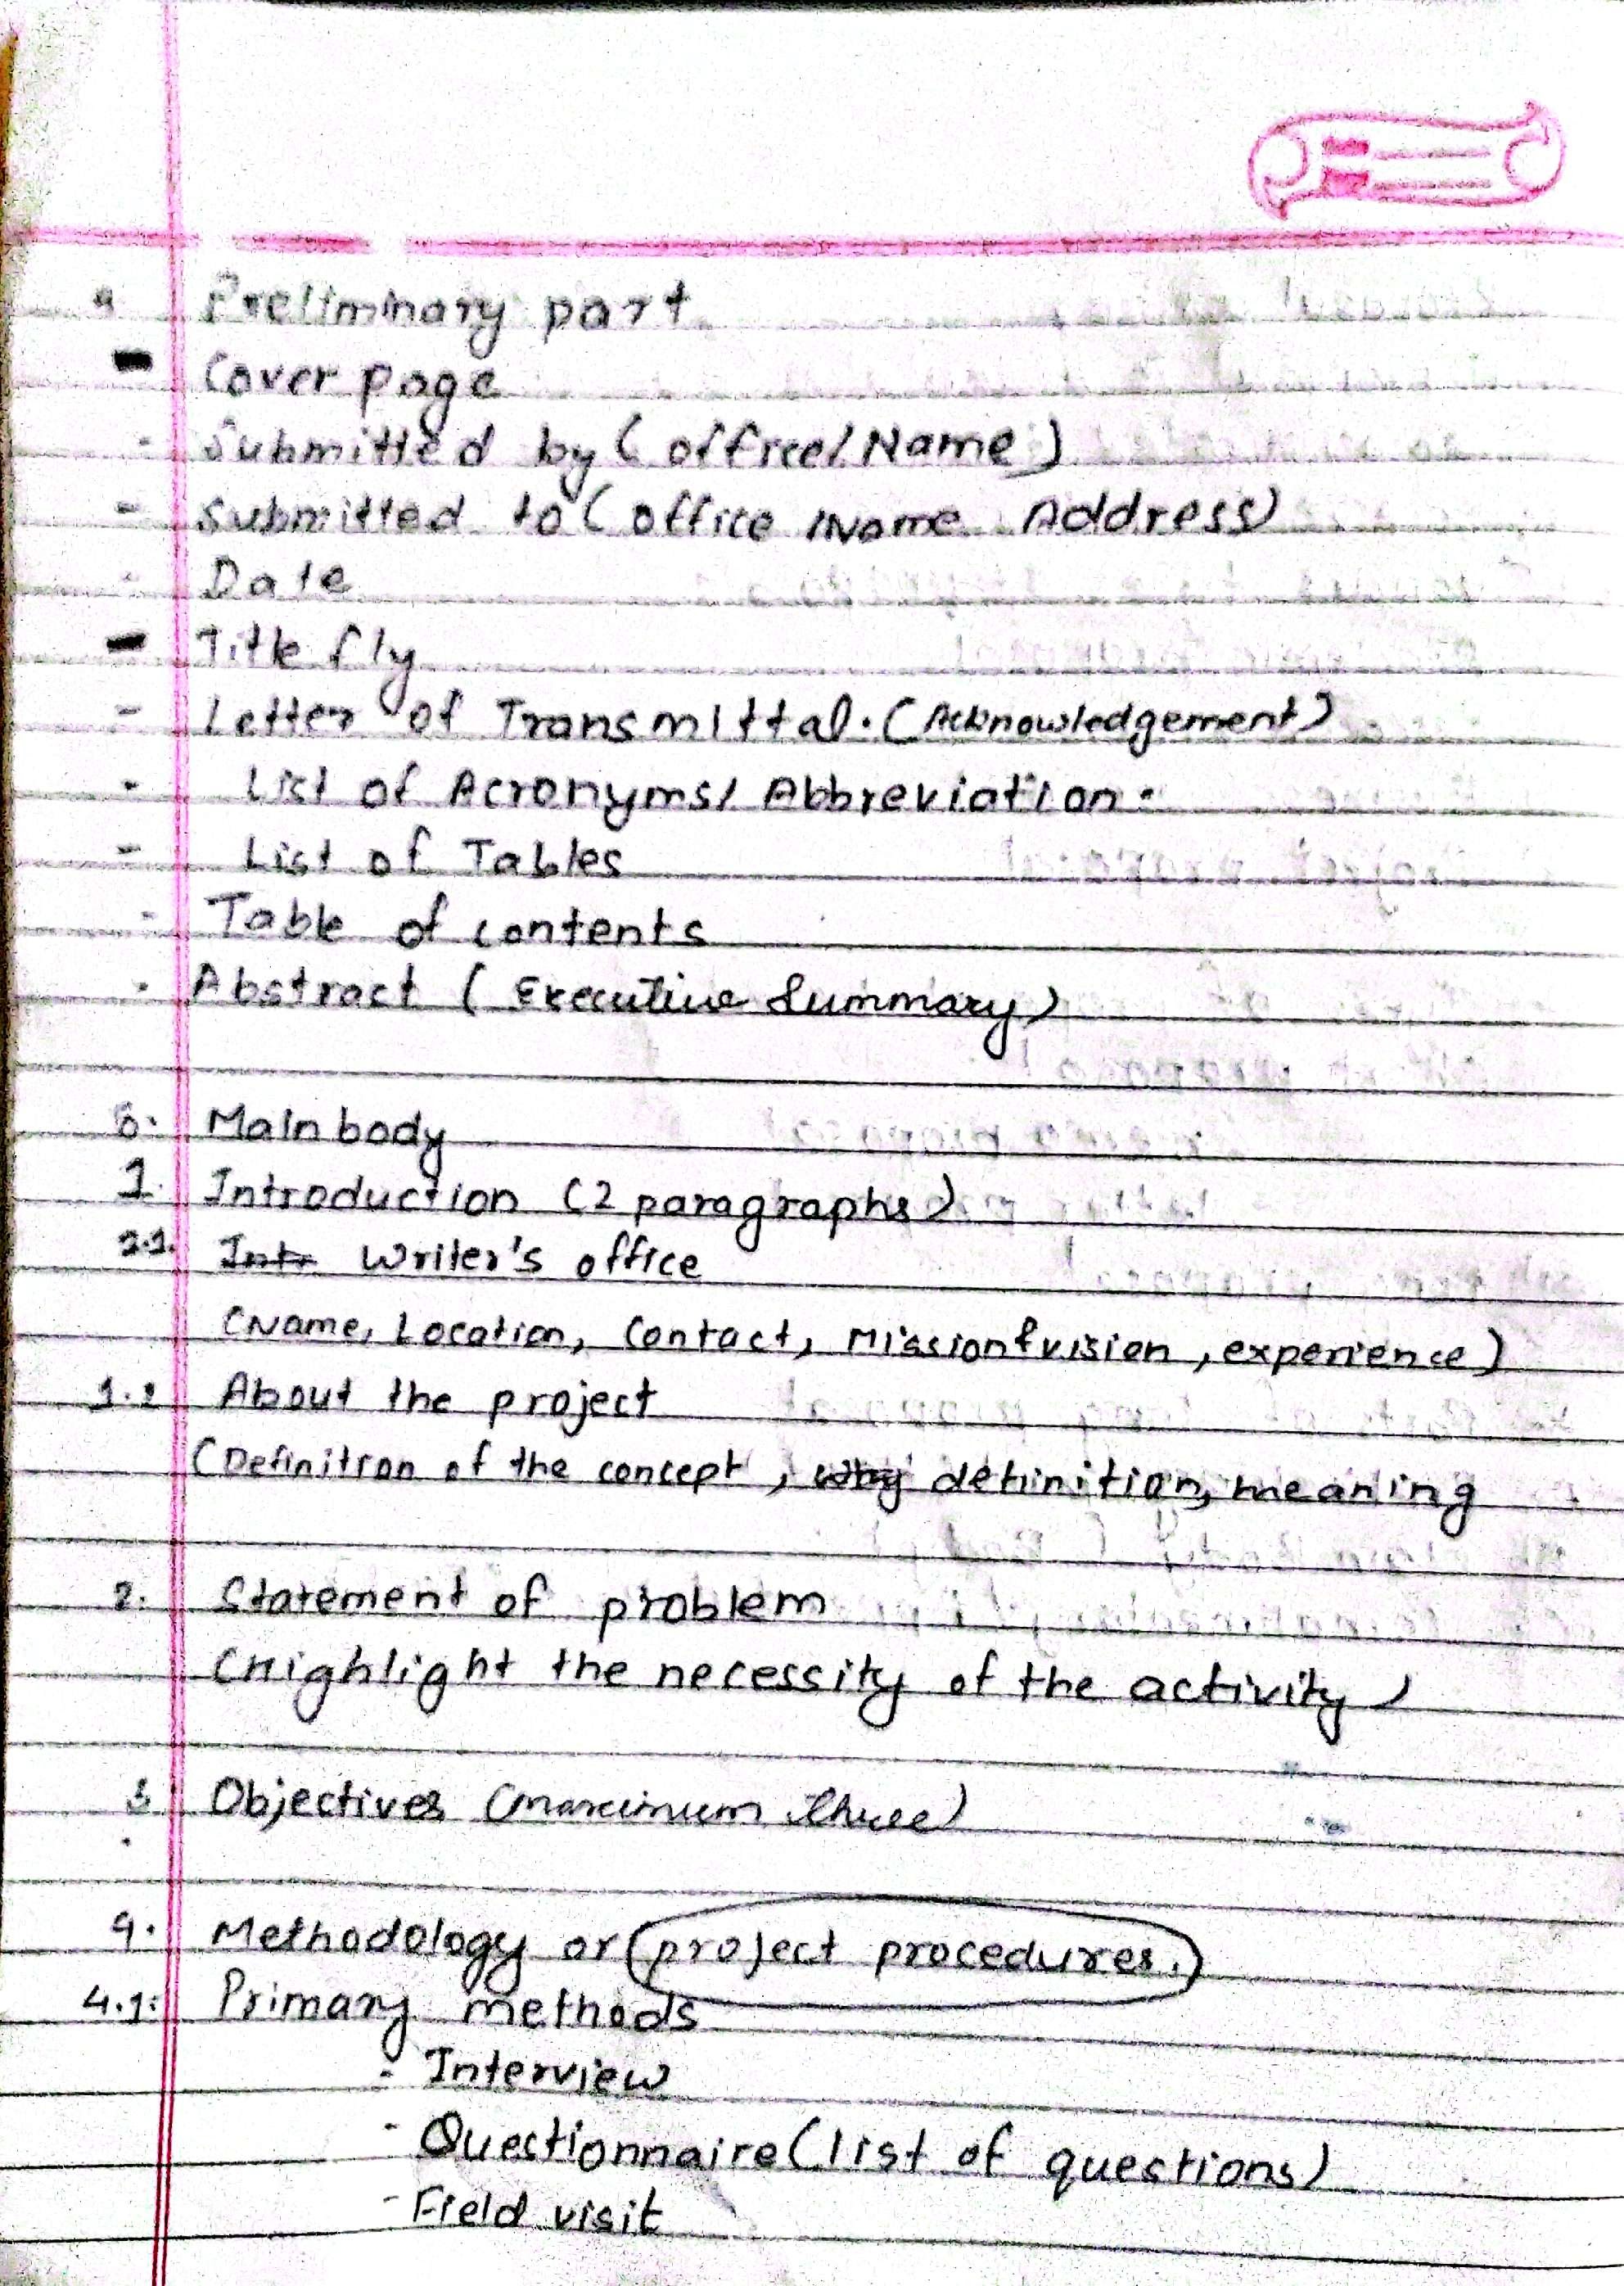 a Preliminary part
- Cover page
- Submitted by ( office/ Name )
- Submitted to ( office Name Address)
- Date
- Title fly
- Letter of Transmittal. (Acknowledgement)
- List of Acronyms/ Abbreviation.
- List of Tables
- Table of contents
- Abstract ( Executive Summary)
b. Main body
1. Introduction (2 paragraphs)
1.1. Intr Writer's office
(Name, Location, Contact, Mission & vision, experience)
1.2 About the project
(Definition of the concept, why definition, meaning
2. Statement of problem
(Highlight the necessity of the activity)
3. Objectives (maximum three)
4. Methodology or (project procedures.)
4.1: Primary methods
- Interview
- Questionnaire (list of questions)
- Field visit